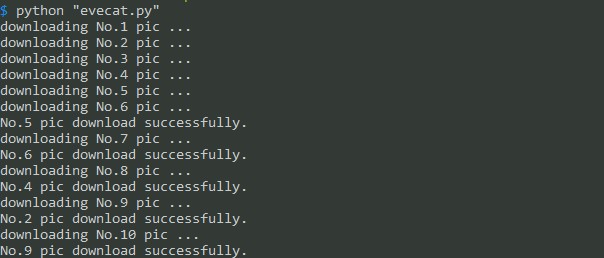 $ python "evecat.py"
downloading No.1 pic ...
downloading No.2 pic ...
downloading No.3 pic ...
downloading No.4 pic ...
downloading No.5 pic ...
downloading No.6 pic ...
No.5 pic download successfully.
downloading No.7 pic ...
No.6 pic download successfully.
downloading No.8 pic ...
No.4 pic download successfully.
downloading No.9 pic ...
No.2 pic download successfully.
downloading No.10 pic ...
No.9 pic download successfully.